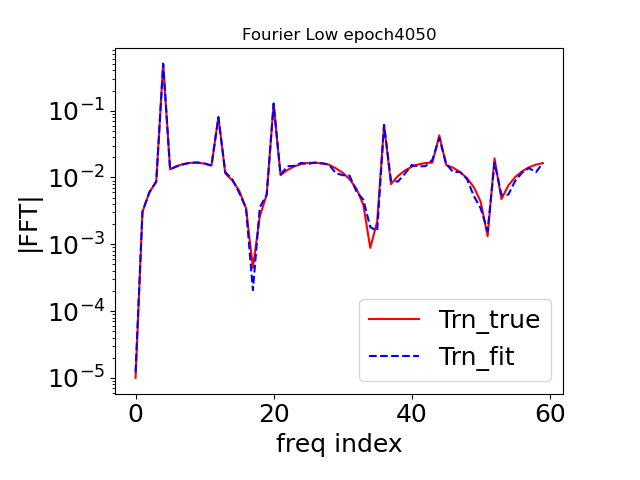 Fourier Low epoch4050
|FFT|
10⁻¹
10⁻²
10⁻³
10⁻⁴
10⁻⁵
Trn_true
Trn_fit
0 20 40 60
freq index